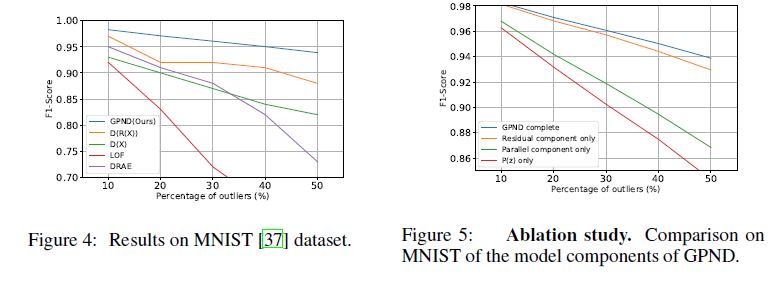 1.00
0.95
0.90
0.85
0.80
0.75
0.70
F1-Score
GPND(Ours)
D(R(X))
D(X)
LOF
DRAE
10 20 30 40 50
Percentage of outliers (%)
Figure 4: Results on MNIST [37] dataset.
0.98
0.96
0.94
0.92
0.90
0.88
0.86
F1-Score
GPND complete
Residual component only
Parallel component only
P(z) only
10 20 30 40 50
Percentage of outliers (%)
Figure 5: Ablation study. Comparison on
MNIST of the model components of GPND.